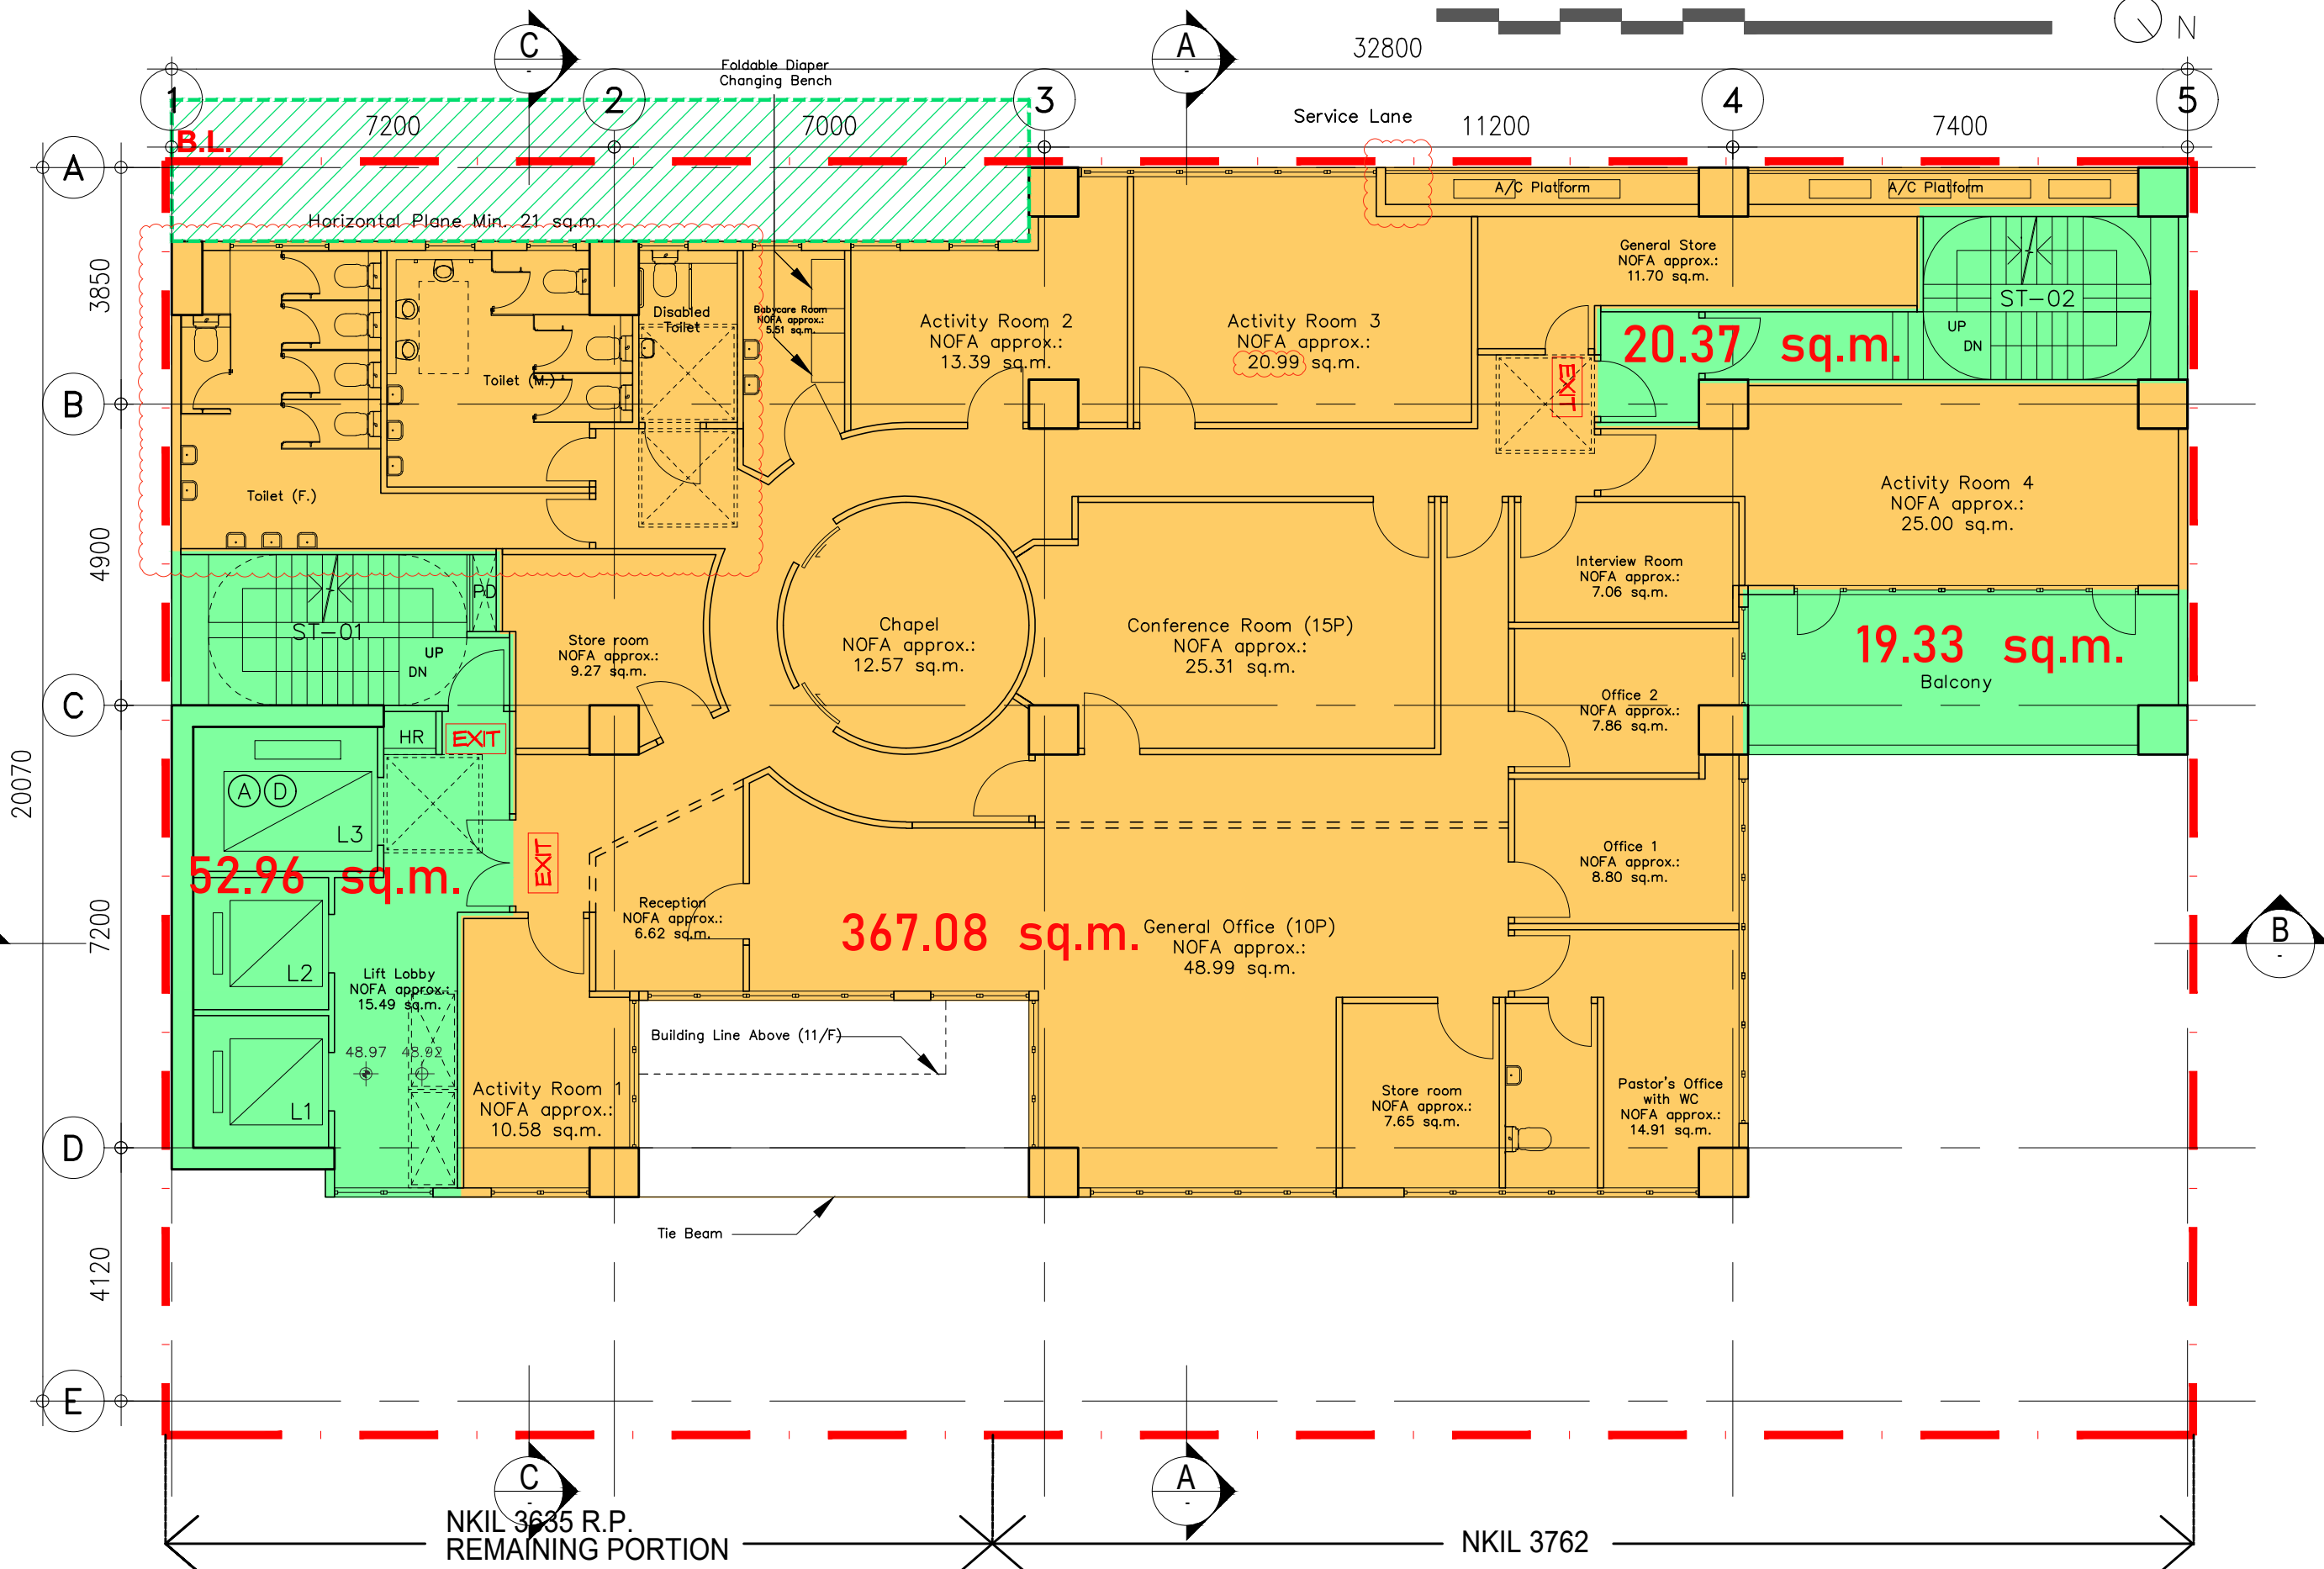 C
-
A
-
32800
N
Foldable Diaper
Changing Bench
1
2
3
4
5
7200
7000
Service Lane
11200
7400
B.L.
A
A/C Platform
A/C Platform
Horizontal Plane Min. 21 sq.m.
3850
General Store
NOFA approx.:
11.70 sq.m.
ST-02
UP
DN
Disabled
Toilet
Babycare Room
NOFA approx.:
5.51 sq.m.
Activity Room 2
NOFA approx.:
13.39 sq.m.
Activity Room 3
NOFA approx.:
20.99 sq.m.
20.37 sq.m.
Toilet (M.)
EXIT
B
Toilet (F.)
Activity Room 4
NOFA approx.:
25.00 sq.m.
4900
PD
ST-01
UP
DN
Store room
NOFA approx.:
9.27 sq.m.
Chapel
NOFA approx.:
12.57 sq.m.
Conference Room (15P)
NOFA approx.:
25.31 sq.m.
Interview Room
NOFA approx.:
7.06 sq.m.
19.33 sq.m.
Balcony
Office 2
NOFA approx.:
7.86 sq.m.
C
HR
EXIT
20070
A D
L3
EXIT
52.96 sq.m.
Office 1
NOFA approx.:
8.80 sq.m.
7200
Reception
NOFA approx.:
6.62 sq.m.
367.08 sq.m.
General Office (10P)
NOFA approx.:
48.99 sq.m.
B
-
L2
Lift Lobby
NOFA approx.:
15.49 sq.m.
Building Line Above (11/F)
48.97 48.92
L1
Activity Room 1
NOFA approx.:
10.58 sq.m.
Store room
NOFA approx.:
7.65 sq.m.
Pastor's Office
with WC
NOFA approx.:
14.91 sq.m.
D
Tie Beam
4120
E
C
-
A
-
NKIL 3635 R.P.
REMAINING PORTION
NKIL 3762